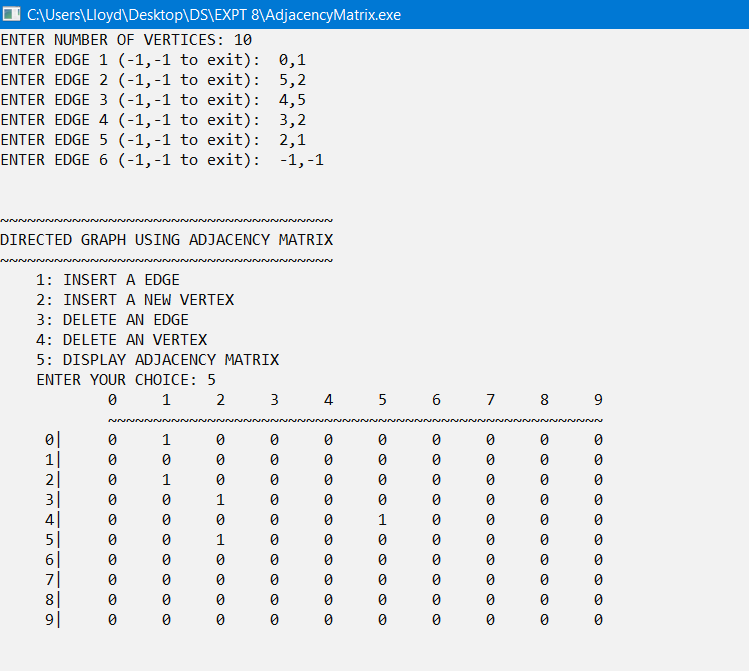 C:\Users\Lloyd\Desktop\DS\EXPT 8\AdjacencyMatrix.exe
ENTER NUMBER OF VERTICES: 10
ENTER EDGE 1 (-1,-1 to exit):  0,1
ENTER EDGE 2 (-1,-1 to exit):  5,2
ENTER EDGE 3 (-1,-1 to exit):  4,5
ENTER EDGE 4 (-1,-1 to exit):  3,2
ENTER EDGE 5 (-1,-1 to exit):  2,1
ENTER EDGE 6 (-1,-1 to exit):  -1,-1
~~~~~~~~~~~~~~~~~~~~~~~~~~~~~~~~~~~~~
DIRECTED GRAPH USING ADJACENCY MATRIX
~~~~~~~~~~~~~~~~~~~~~~~~~~~~~~~~~~~~~
    1: INSERT A EDGE
    2: INSERT A NEW VERTEX
    3: DELETE AN EDGE
    4: DELETE AN VERTEX
    5: DISPLAY ADJACENCY MATRIX
    ENTER YOUR CHOICE: 5
            0     1     2     3     4     5     6     7     8     9
            ~~~~~~~~~~~~~~~~~~~~~~~~~~~~~~~~~~~~~~~~~~~~~~~~~~~~~~~
     0|     0     1     0     0     0     0     0     0     0     0
     1|     0     0     0     0     0     0     0     0     0     0
     2|     0     1     0     0     0     0     0     0     0     0
     3|     0     0     1     0     0     0     0     0     0     0
     4|     0     0     0     0     0     1     0     0     0     0
     5|     0     0     1     0     0     0     0     0     0     0
     6|     0     0     0     0     0     0     0     0     0     0
     7|     0     0     0     0     0     0     0     0     0     0
     8|     0     0     0     0     0     0     0     0     0     0
     9|     0     0     0     0     0     0     0     0     0     0